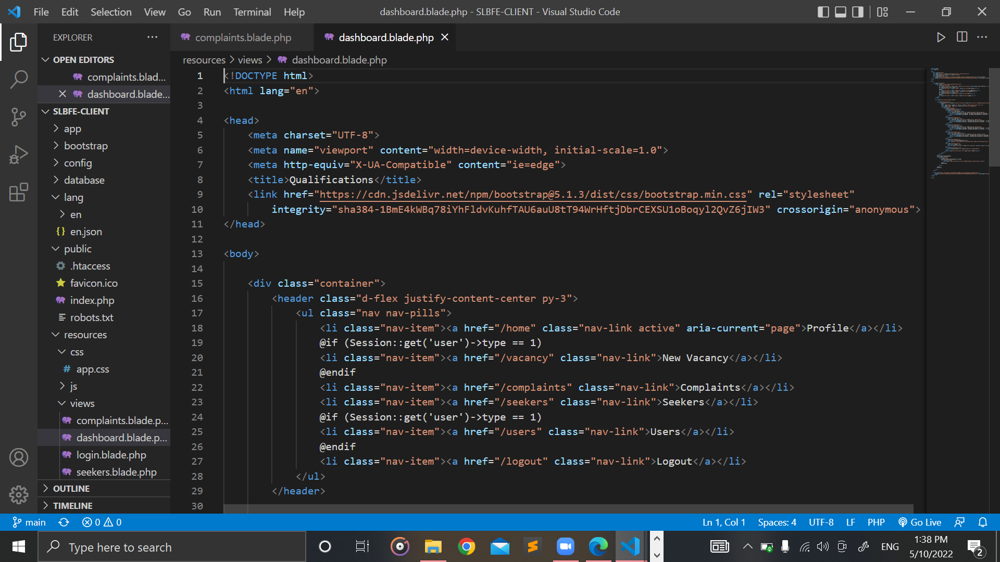 File Edit Selection View Go Run Terminal Help
dashboard.blade.php - SLBFE-CLIENT - Visual Studio Code
EXPLORER
OPEN EDITORS
complaints.blad...
dashboard.blade...
SLBFE-CLIENT
app
bootstrap
config
database
lang
en
en.json
public
.htaccess
favicon.ico
index.php
robots.txt
resources
css
app.css
js
views
complaints.blade.p...
dashboard.blade.p...
login.blade.php
seekers.blade.php
OUTLINE
TIMELINE
complaints.blade.php
dashboard.blade.php
resources > views > dashboard.blade.php
1 <!DOCTYPE html>
2 <html lang="en">
3
4 <head>
5 <meta charset="UTF-8">
6 <meta name="viewport" content="width=device-width, initial-scale=1.0">
7 <meta http-equiv="X-UA-Compatible" content="ie=edge">
8 <title>Qualifications</title>
9 <link href="https://cdn.jsdelivr.net/npm/bootstrap@5.1.3/dist/css/bootstrap.min.css" rel="stylesheet"
10 integrity="sha384-1BmE4kWBq78iYhFldvKuhfTAU6auU8tT94WrHftjDbrCEXSU1oBoqyl2QvZ6jIW3" crossorigin="anonymous">
11 </head>
12
13 <body>
14
15 <div class="container">
16 <header class="d-flex justify-content-center py-3">
17 <ul class="nav nav-pills">
18 <li class="nav-item"><a href="/home" class="nav-link active" aria-current="page">Profile</a></li>
19 @if (Session::get('user')->type == 1)
20 <li class="nav-item"><a href="/vacancy" class="nav-link">New Vacancy</a></li>
21 @endif
22 <li class="nav-item"><a href="/complaints" class="nav-link">Complaints</a></li>
23 <li class="nav-item"><a href="/seekers" class="nav-link">Seekers</a></li>
24 @if (Session::get('user')->type == 1)
25 <li class="nav-item"><a href="/users" class="nav-link">Users</a></li>
26 @endif
27 <li class="nav-item"><a href="/logout" class="nav-link">Logout</a></li>
28 </ul>
29 </header>
30
main 0 0
Ln 1, Col 1 Spaces: 4 UTF-8 LF PHP Go Live
Type here to search
ENG
1:38 PM
5/10/2022
2